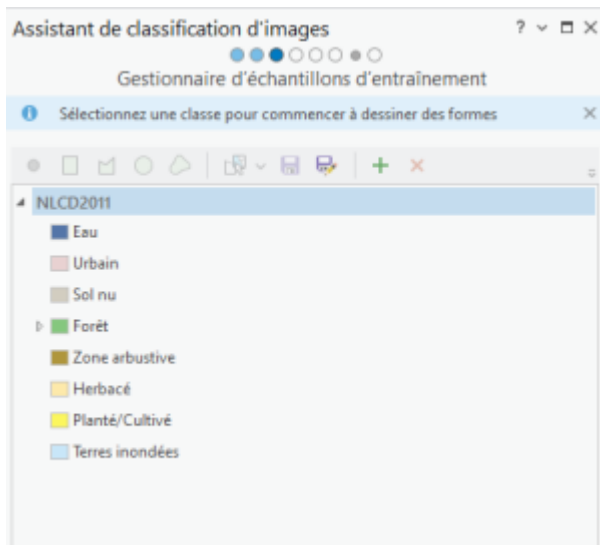 Assistant de classification d'images
Gestionnaire d'échantillons d'entraînement
Sélectionnez une classe pour commencer à dessiner des formes
NLCD2011
Eau
Urbain
Sol nu
Forêt
Zone arbustive
Herbacé
Planté/Cultivé
Terres inondées